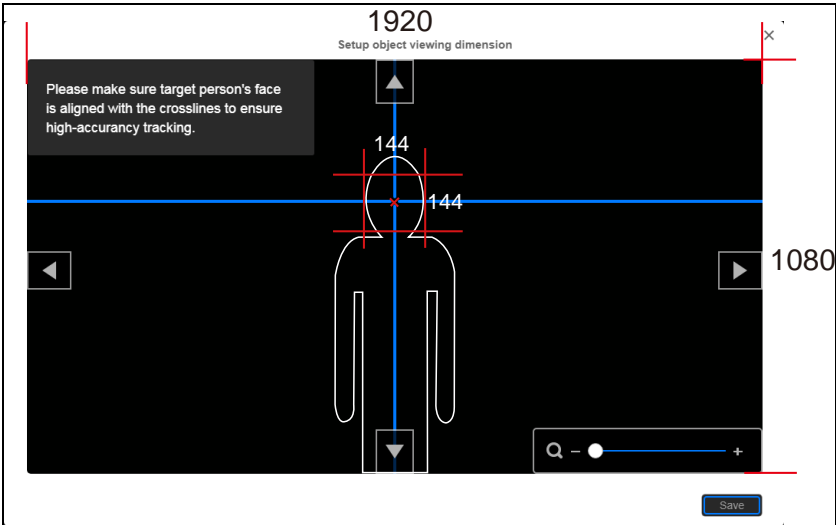 1920
Setup object viewing dimension
×
Please make sure target person's face
is aligned with the crosslines to ensure
high-accurancy tracking.
144
144
1080
- +
Save